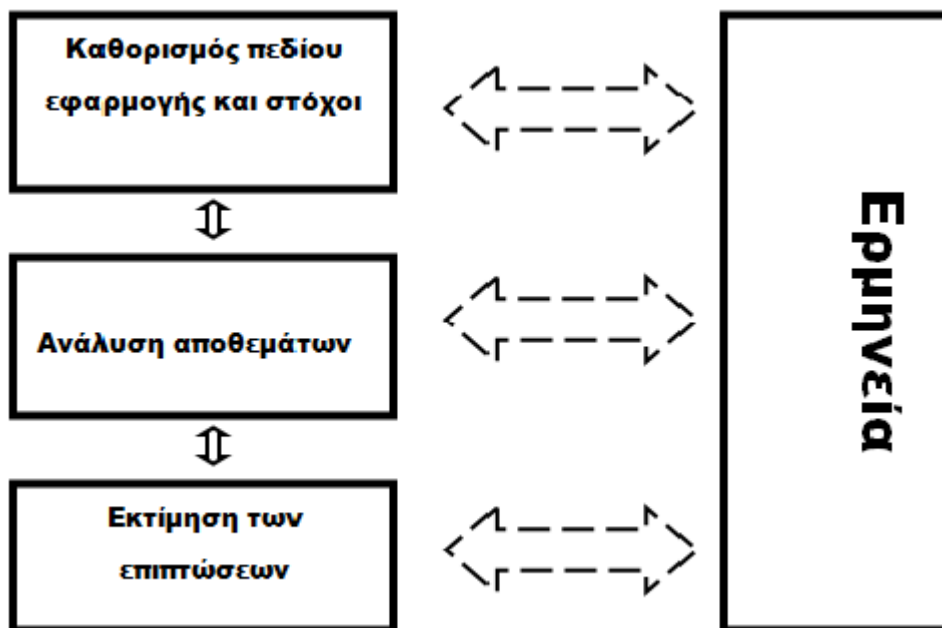 Καθορισμός πεδίου
εφαρμογής και στόχοι
Ανάλυση αποθεμάτων
Εκτίμηση των
επιπτώσεων
Ερμηνεία